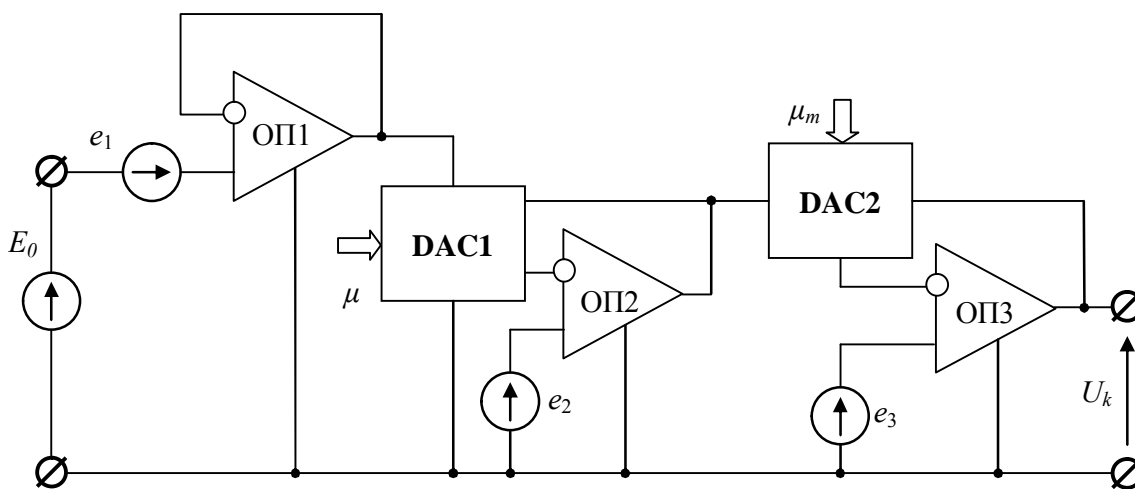 ОП1
e₁
E₀
DAC1
μ
ОП2
e₂
μₘ
DAC2
ОП3
e₃
Uₖ